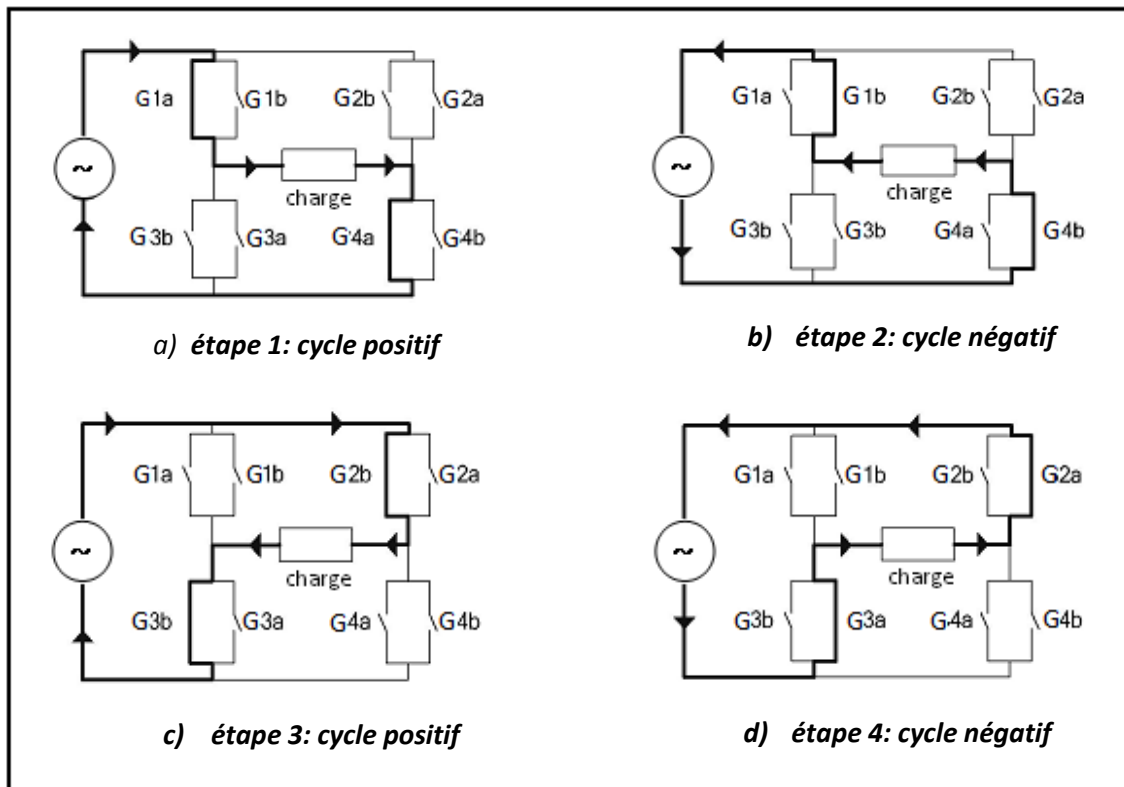 G1a G1b G2b G2a
~
charge
G3b G3a G4a G4b
a) étape 1: cycle positif
G1a G1b G2b G2a
~
charge
G3b G3b G4a G4b
b) étape 2: cycle négatif
G1a G1b G2b G2a
~
charge
G3b G3a G4a G4b
c) étape 3: cycle positif
G1a G1b G2b G2a
~
charge
G3b G3a G4a G4b
d) étape 4: cycle négatif